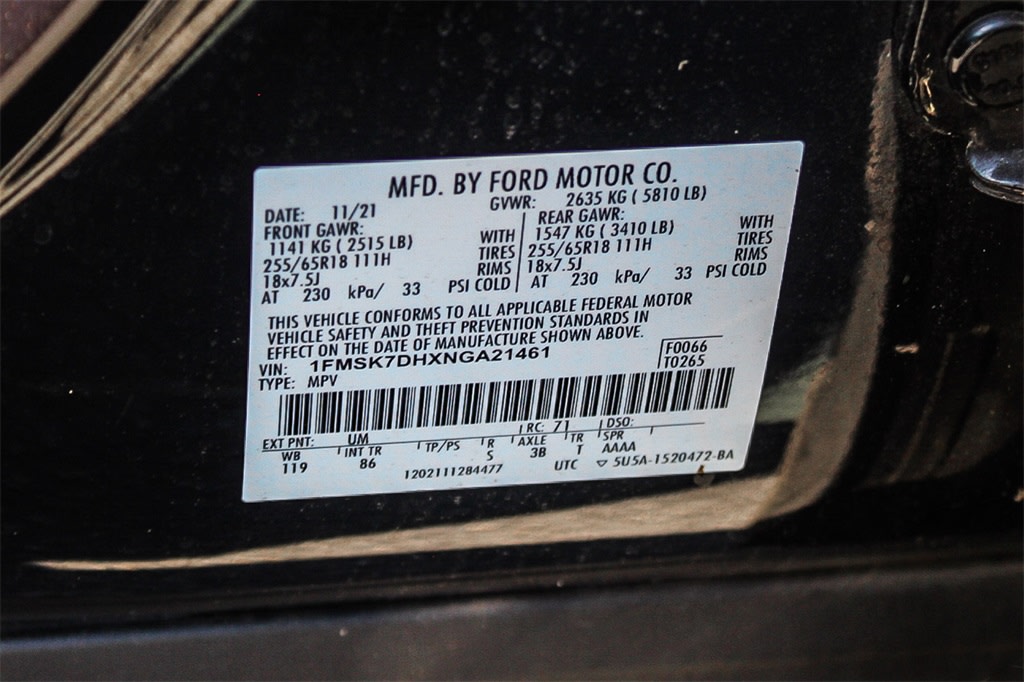 MFD. BY FORD MOTOR CO.
DATE: 11/21
GVWR: 2635 KG ( 5810 LB)
FRONT GAWR:
1141 KG ( 2515 LB) WITH
255/65R18 111H TIRES
18x7.5J RIMS
AT 230 kPa/ 33 PSI COLD
REAR GAWR:
1547 KG ( 3410 LB) WITH
255/65R18 111H TIRES
18x7.5J RIMS
AT 230 kPa/ 33 PSI COLD
THIS VEHICLE CONFORMS TO ALL APPLICABLE FEDERAL MOTOR
VEHICLE SAFETY AND THEFT PREVENTION STANDARDS IN
EFFECT ON THE DATE OF MANUFACTURE SHOWN ABOVE.
VIN: 1FMSK7DHXNGA21461
TYPE: MPV
F0066
T0265
EXT PNT: UM RC: 71 DSO:
WB INT TR TP/PS R AXLE TR SPR
119 86 S 3B T AAAA
1202111284477 UTC ▽ 5U5A-1520472-BA